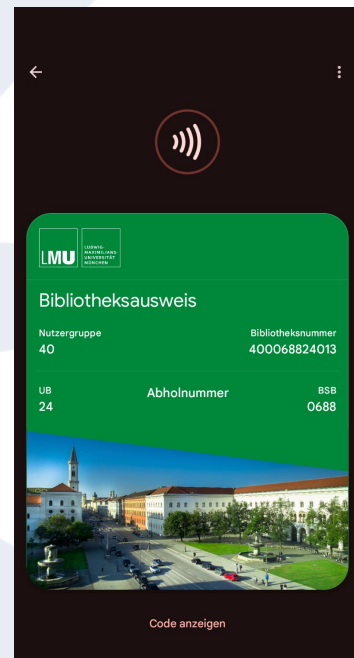 LMU
LUDWIG-
MAXIMILIANS-
UNIVERSITÄT
MÜNCHEN
Bibliotheksausweis
Nutzergruppe
40
Bibliotheksnummer
400068824013
UB
24
Abholnummer
BSB
0688
Code anzeigen